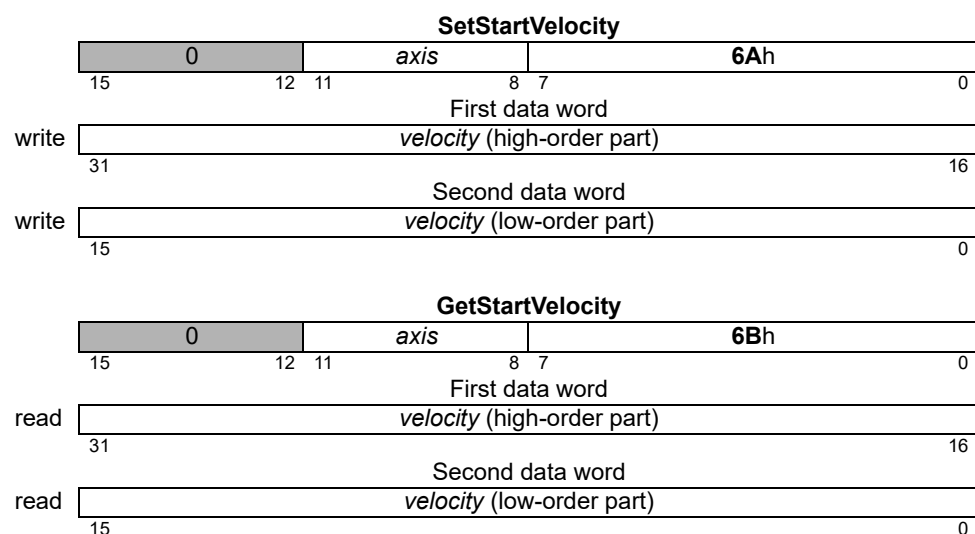 SetStartVelocity
0 axis 6Ah
15 12 11 8 7 0
First data word
write velocity (high-order part)
31 16
Second data word
write velocity (low-order part)
15 0
GetStartVelocity
0 axis 6Bh
15 12 11 8 7 0
First data word
read velocity (high-order part)
31 16
Second data word
read velocity (low-order part)
15 0